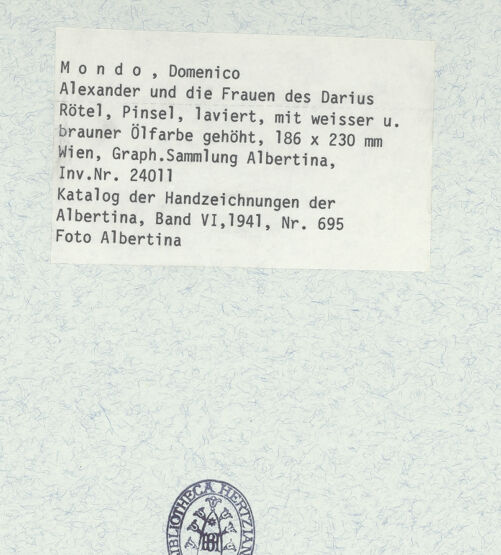 M o n d o , Domenico
Alexander und die Frauen des Darius
Rötel, Pinsel, laviert, mit weisser u.
brauner Ölfarbe gehöht, 186 x 230 mm
Wien, Graph.Sammlung Albertina,
Inv.Nr. 24011
Katalog der Handzeichnungen der
Albertina, Band VI,1941, Nr. 695
Foto Albertina
BIBLIOTHECA HERTZIAN